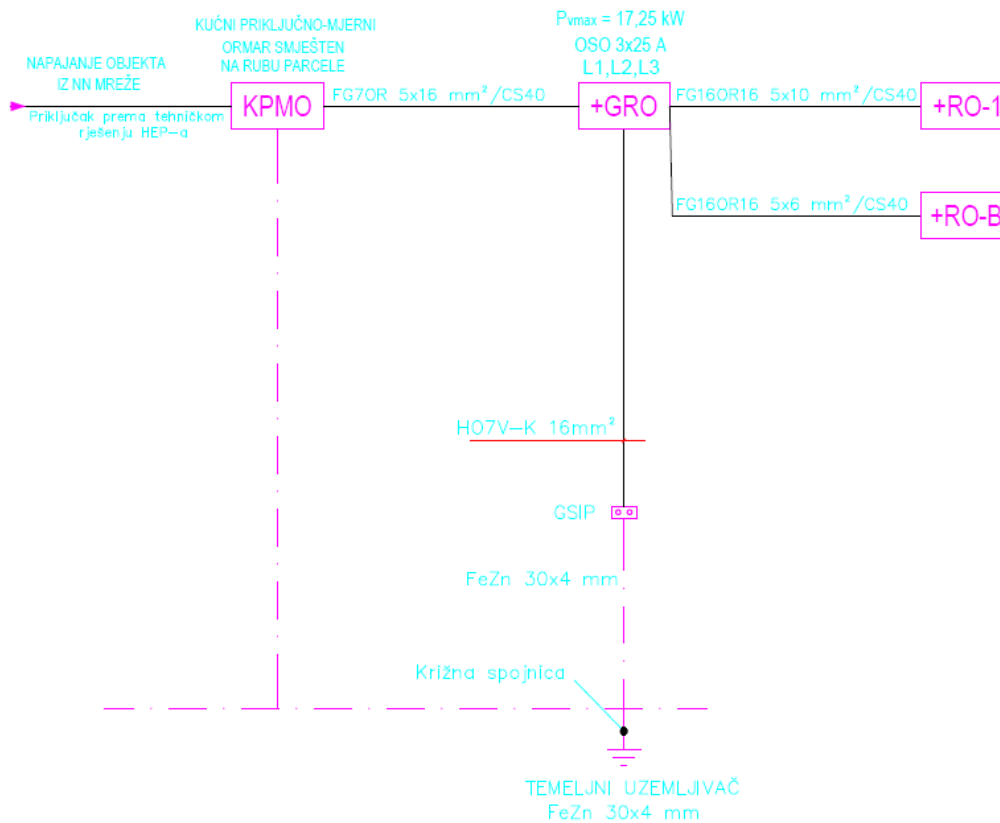 Pvmax = 17,25 kW
KUĆNI PRIKLJUČNO-MJERNI
ORMAR SMJEŠTEN
NA RUBU PARCELE
OSO 3x25 A
L1,L2,L3
NAPAJANJE OBJEKTA
IZ NN MREŽE
Priključak prema tehničkom
rješenju HEP-a
KPMO
FG7OR 5x16 mm²/CS40
+GRO
FG16OR16 5x10 mm²/CS40
+RO-1
FG16OR16 5x6 mm²/CS40
+RO-B
H07V-K 16mm²
GSIP
FeZn 30x4 mm
Križna spojnica
TEMELJNI UZEMLJIVAČ
FeZn 30x4 mm